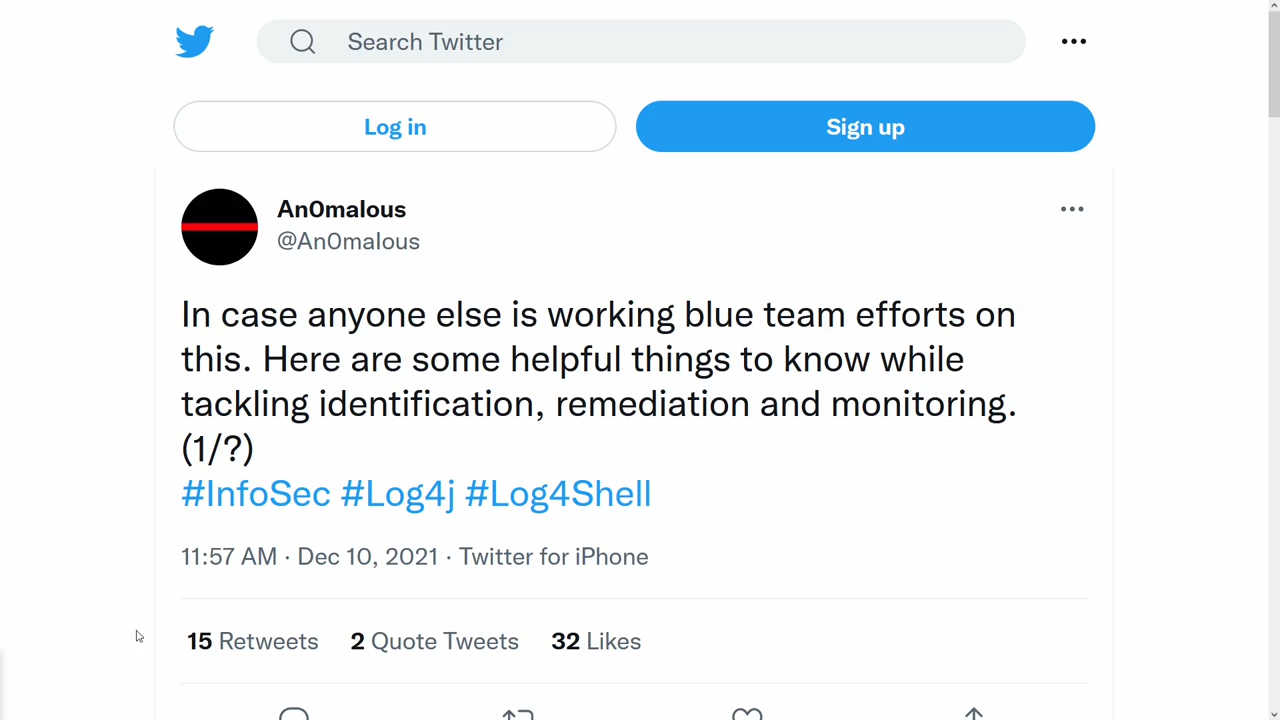 Search Twitter
Log in
Sign up
An0malous
@An0malous
In case anyone else is working blue team efforts on
this. Here are some helpful things to know while
tackling identification, remediation and monitoring.
(1/?)
#InfoSec #Log4j #Log4Shell
11:57 AM · Dec 10, 2021 · Twitter for iPhone
15 Retweets 2 Quote Tweets 32 Likes